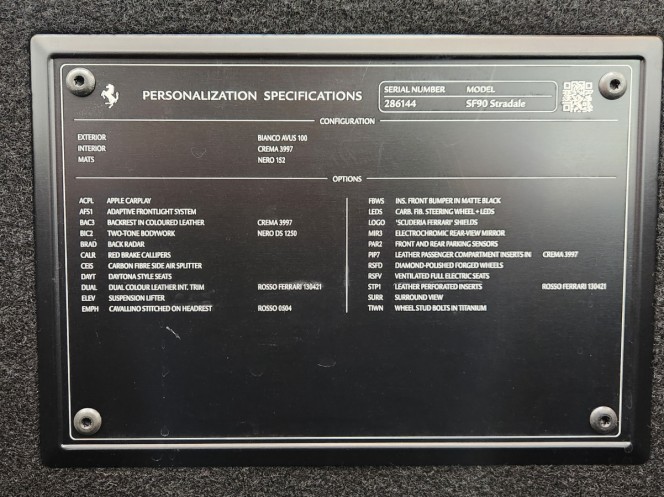 PERSONALIZATION SPECIFICATIONS
SERIAL NUMBER MODEL
286144 SF90 Stradale
CONFIGURATION
EXTERIOR BIANCO AVUS 100
INTERIOR CREMA 3997
MATS NERO 152
OPTIONS
ACPL APPLE CARPLAY
AFS1 ADAPTIVE FRONTLIGHT SYSTEM
BAC3 BACKREST IN COLOURED LEATHER CREMA 3997
BIC2 TWO-TONE BODYWORK NERO DS 1250
BRAD BACK RADAR
CALR RED BRAKE CALLIPERS
CEIS CARBON FIBRE SIDE AIR SPLITTER
DAYT DAYTONA STYLE SEATS
DUAL DUAL COLOUR LEATHER INT. TRIM ROSSO FERRARI 130421
ELEV SUSPENSION LIFTER
EMPH CAVALLINO STITCHED ON HEADREST ROSSO 0504
FBWS INS. FRONT BUMPER IN MATTE BLACK
LEDS CARB. FIB. STEERING WHEEL + LEDS
LOGO "SCUDERIA FERRARI" SHIELDS
MIR3 ELECTROCHROMIC REAR-VIEW MIRROR
PAR2 FRONT AND REAR PARKING SENSORS
PIP7 LEATHER PASSENGER COMPARTMENT INSERTS IN CREMA 3997
RSFD DIAMOND-POLISHED FORGED WHEELS
RSFV VENTILATED FULL ELECTRIC SEATS
STP1 LEATHER PERFORATED INSERTS ROSSO FERRARI 130421
SURR SURROUND VIEW
TIWN WHEEL STUD BOLTS IN TITANIUM